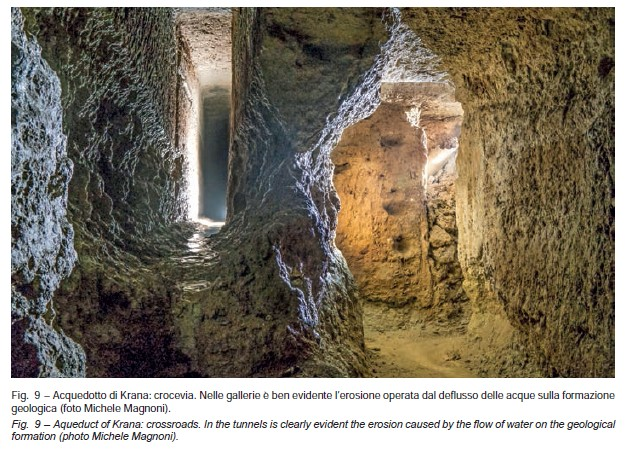 Fig. 9 – Acquedotto di Krana: crocevia. Nelle gallerie è ben evidente l'erosione operata dal deflusso delle acque sulla formazione
geologica (foto Michele Magnoni).
Fig. 9 – Aqueduct of Krana: crossroads. In the tunnels is clearly evident the erosion caused by the flow of water on the geological
formation (photo Michele Magnoni).